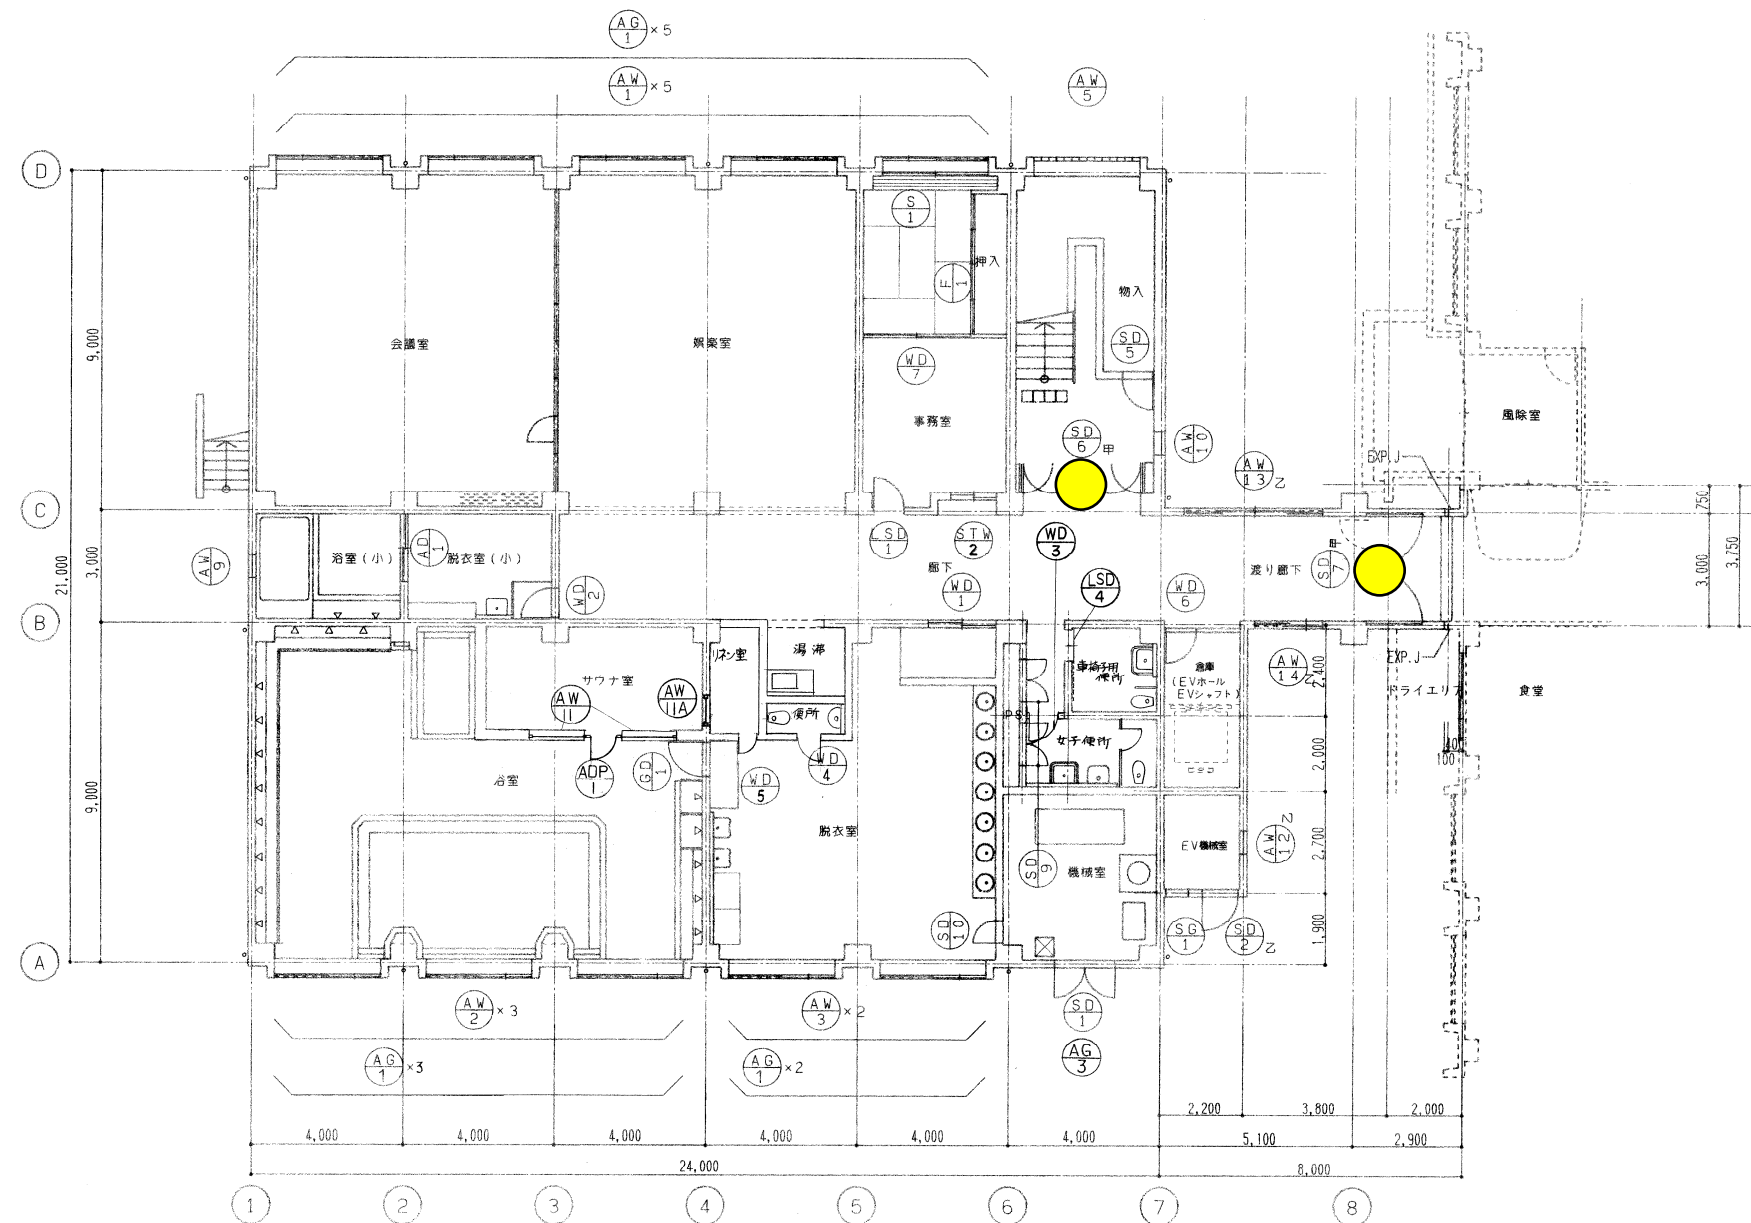 AG
1 ×5
AW
1 ×5
AW
5
D
S
1
押入
F
1
物入
SD
5
会議室
娯楽室
WD
7
事務室
風除室
SD
6 甲
AW
10
AW
13 乙
EXP.J
C
9,000
3,000
21,000
9,000
750
3,000
3,750
AW
9
浴室(小)
AD
1
脱衣室(小)
WD
2
LSD
1
STW
2
WD
3
廊下
WD
1
LSD
4
WD
6
渡り廊下
SD
7
甲
B
リネン室
湯沸
サウナ室
AW
11
AW
11A
便所
車椅子用
便所
倉庫
(EVホール
EVシャフト)
AW
14 乙
EXP.J
ドライエリア
食堂
2,400
PS
女子便所
ADP
1
GD
1
WD
5
WD
4
浴室
脱衣室
2,000
40
100
ピット
SD
9
機械室
EV機械室
AW
12 乙
2,700
SD
10
SG
1
SD
2 乙
1,900
A
AW
2 ×3
AW
3 ×2
SD
1
AG
1 ×3
AG
1 ×2
AG
3
2,200
3,800
2,000
4,000
4,000
4,000
4,000
4,000
4,000
5,100
2,900
24,000
8,000
1
2
3
4
5
6
7
8